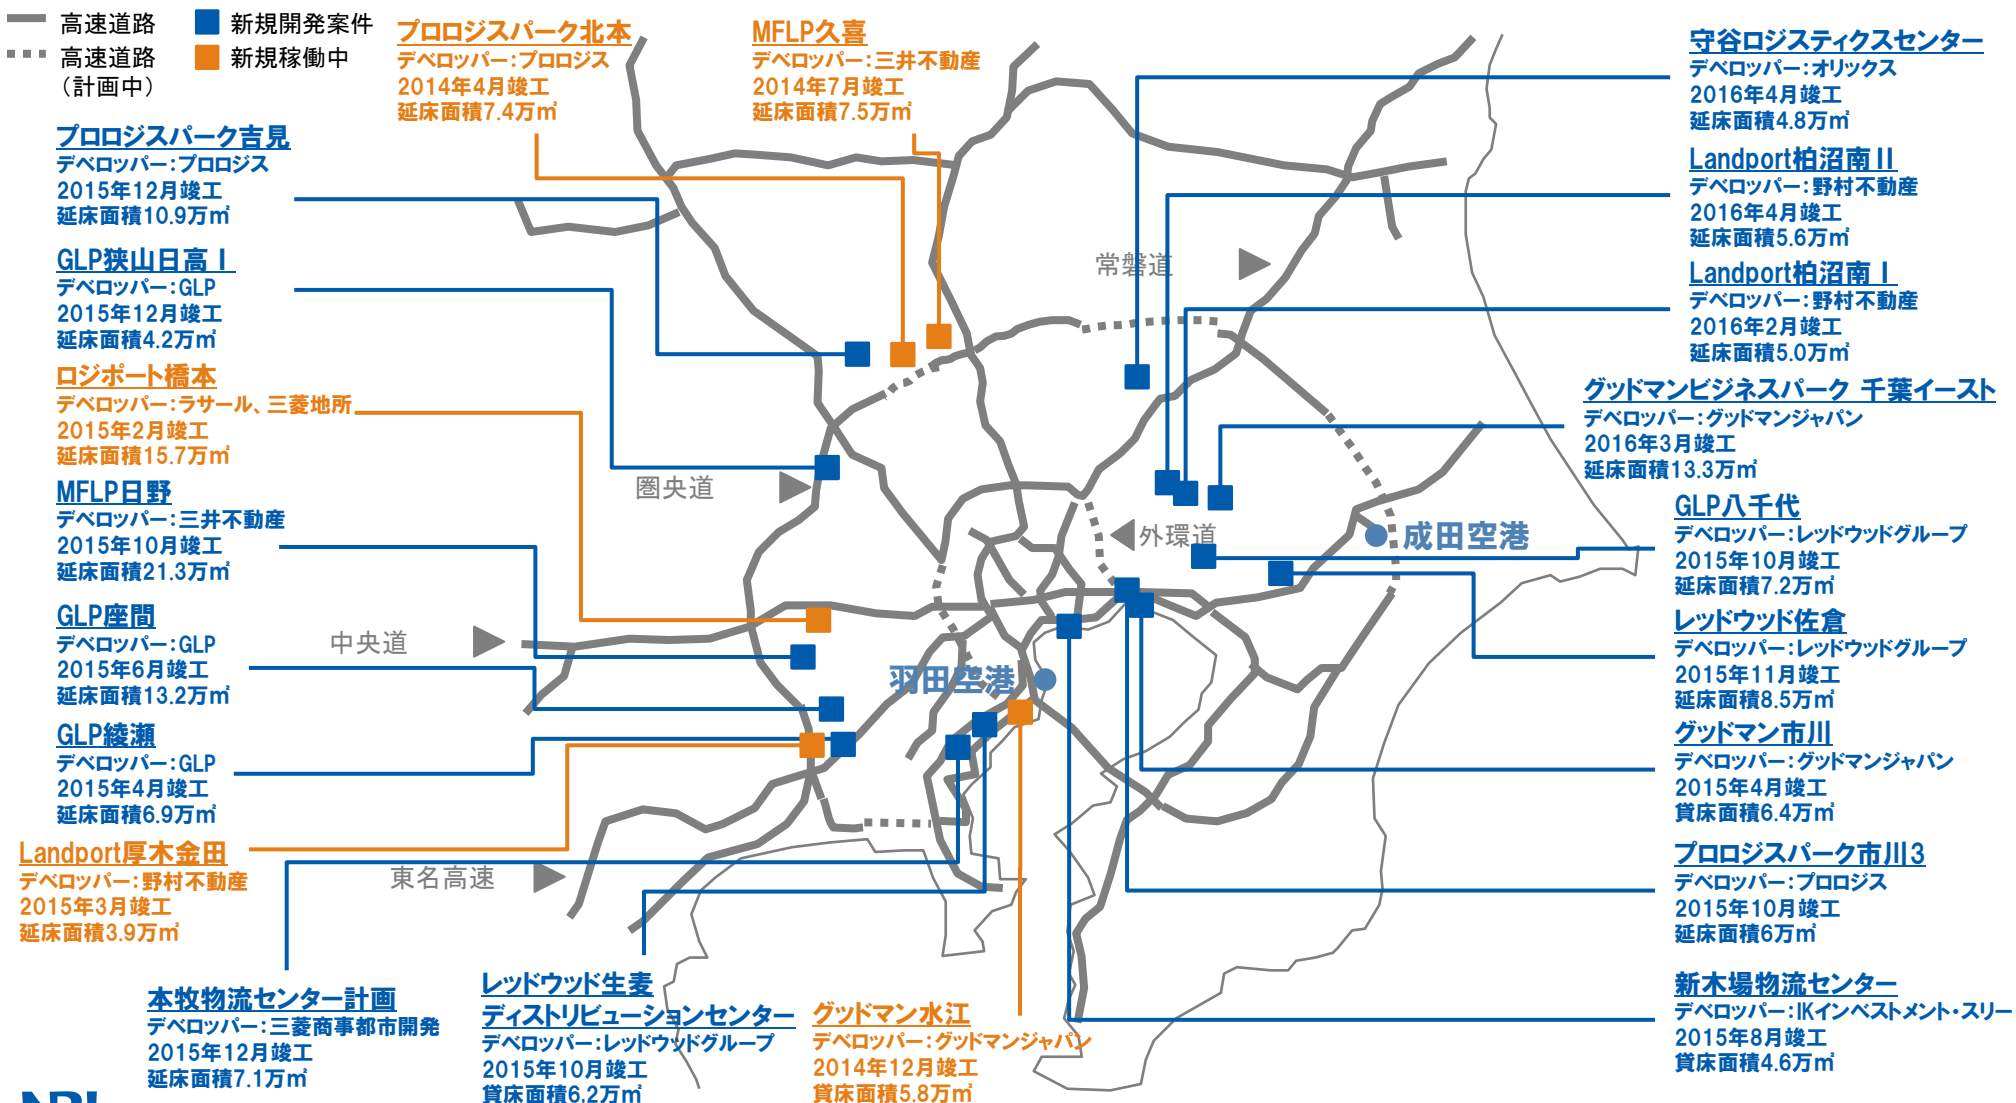 高速道路
高速道路
(計画中)
新規開発案件
新規稼働中
プロロジスパーク北本
デベロッパー:プロロジス
2014年4月竣工
延床面積7.4万㎡
MFLP久喜
デベロッパー:三井不動産
2014年7月竣工
延床面積7.5万㎡
守谷ロジスティクスセンター
デベロッパー:オリックス
2016年4月竣工
延床面積4.8万㎡
プロロジスパーク吉見
デベロッパー:プロロジス
2015年12月竣工
延床面積10.9万㎡
Landport柏沼南Ⅱ
デベロッパー:野村不動産
2016年4月竣工
延床面積5.6万㎡
GLP狭山日高Ⅰ
デベロッパー:GLP
2015年12月竣工
延床面積4.2万㎡
Landport柏沼南Ⅰ
デベロッパー:野村不動産
2016年2月竣工
延床面積5.0万㎡
ロジポート橋本
デベロッパー:ラサール、三菱地所
2015年2月竣工
延床面積15.7万㎡
グッドマンビジネスパーク 千葉イースト
デベロッパー:グッドマンジャパン
2016年3月竣工
延床面積13.3万㎡
MFLP日野
デベロッパー:三井不動産
2015年10月竣工
延床面積21.3万㎡
GLP八千代
デベロッパー:レッドウッドグループ
2015年10月竣工
延床面積7.2万㎡
GLP座間
デベロッパー:GLP
2015年6月竣工
延床面積13.2万㎡
レッドウッド佐倉
デベロッパー:レッドウッドグループ
2015年11月竣工
延床面積8.5万㎡
GLP綾瀬
デベロッパー:GLP
2015年4月竣工
延床面積6.9万㎡
グッドマン市川
デベロッパー:グッドマンジャパン
2015年4月竣工
貸床面積6.4万㎡
Landport厚木金田
デベロッパー:野村不動産
2015年3月竣工
延床面積3.9万㎡
プロロジスパーク市川3
デベロッパー:プロロジス
2015年10月竣工
延床面積6万㎡
本牧物流センター計画
デベロッパー:三菱商事都市開発
2015年12月竣工
延床面積7.1万㎡
レッドウッド生麦
ディストリビューションセンター
デベロッパー:レッドウッドグループ
2015年10月竣工
貸床面積6.2万㎡
グッドマン水江
デベロッパー:グッドマンジャパン
2014年12月竣工
貸床面積5.8万㎡
新木場物流センター
デベロッパー:IKインベストメント・スリー
2015年8月竣工
貸床面積4.6万㎡
常磐道
圏央道
外環道
成田空港
中央道
羽田空港
東名高速